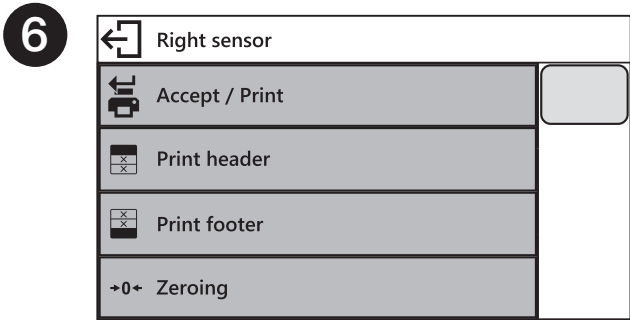 6
Right sensor
Accept / Print
Print header
Print footer
→0← Zeroing